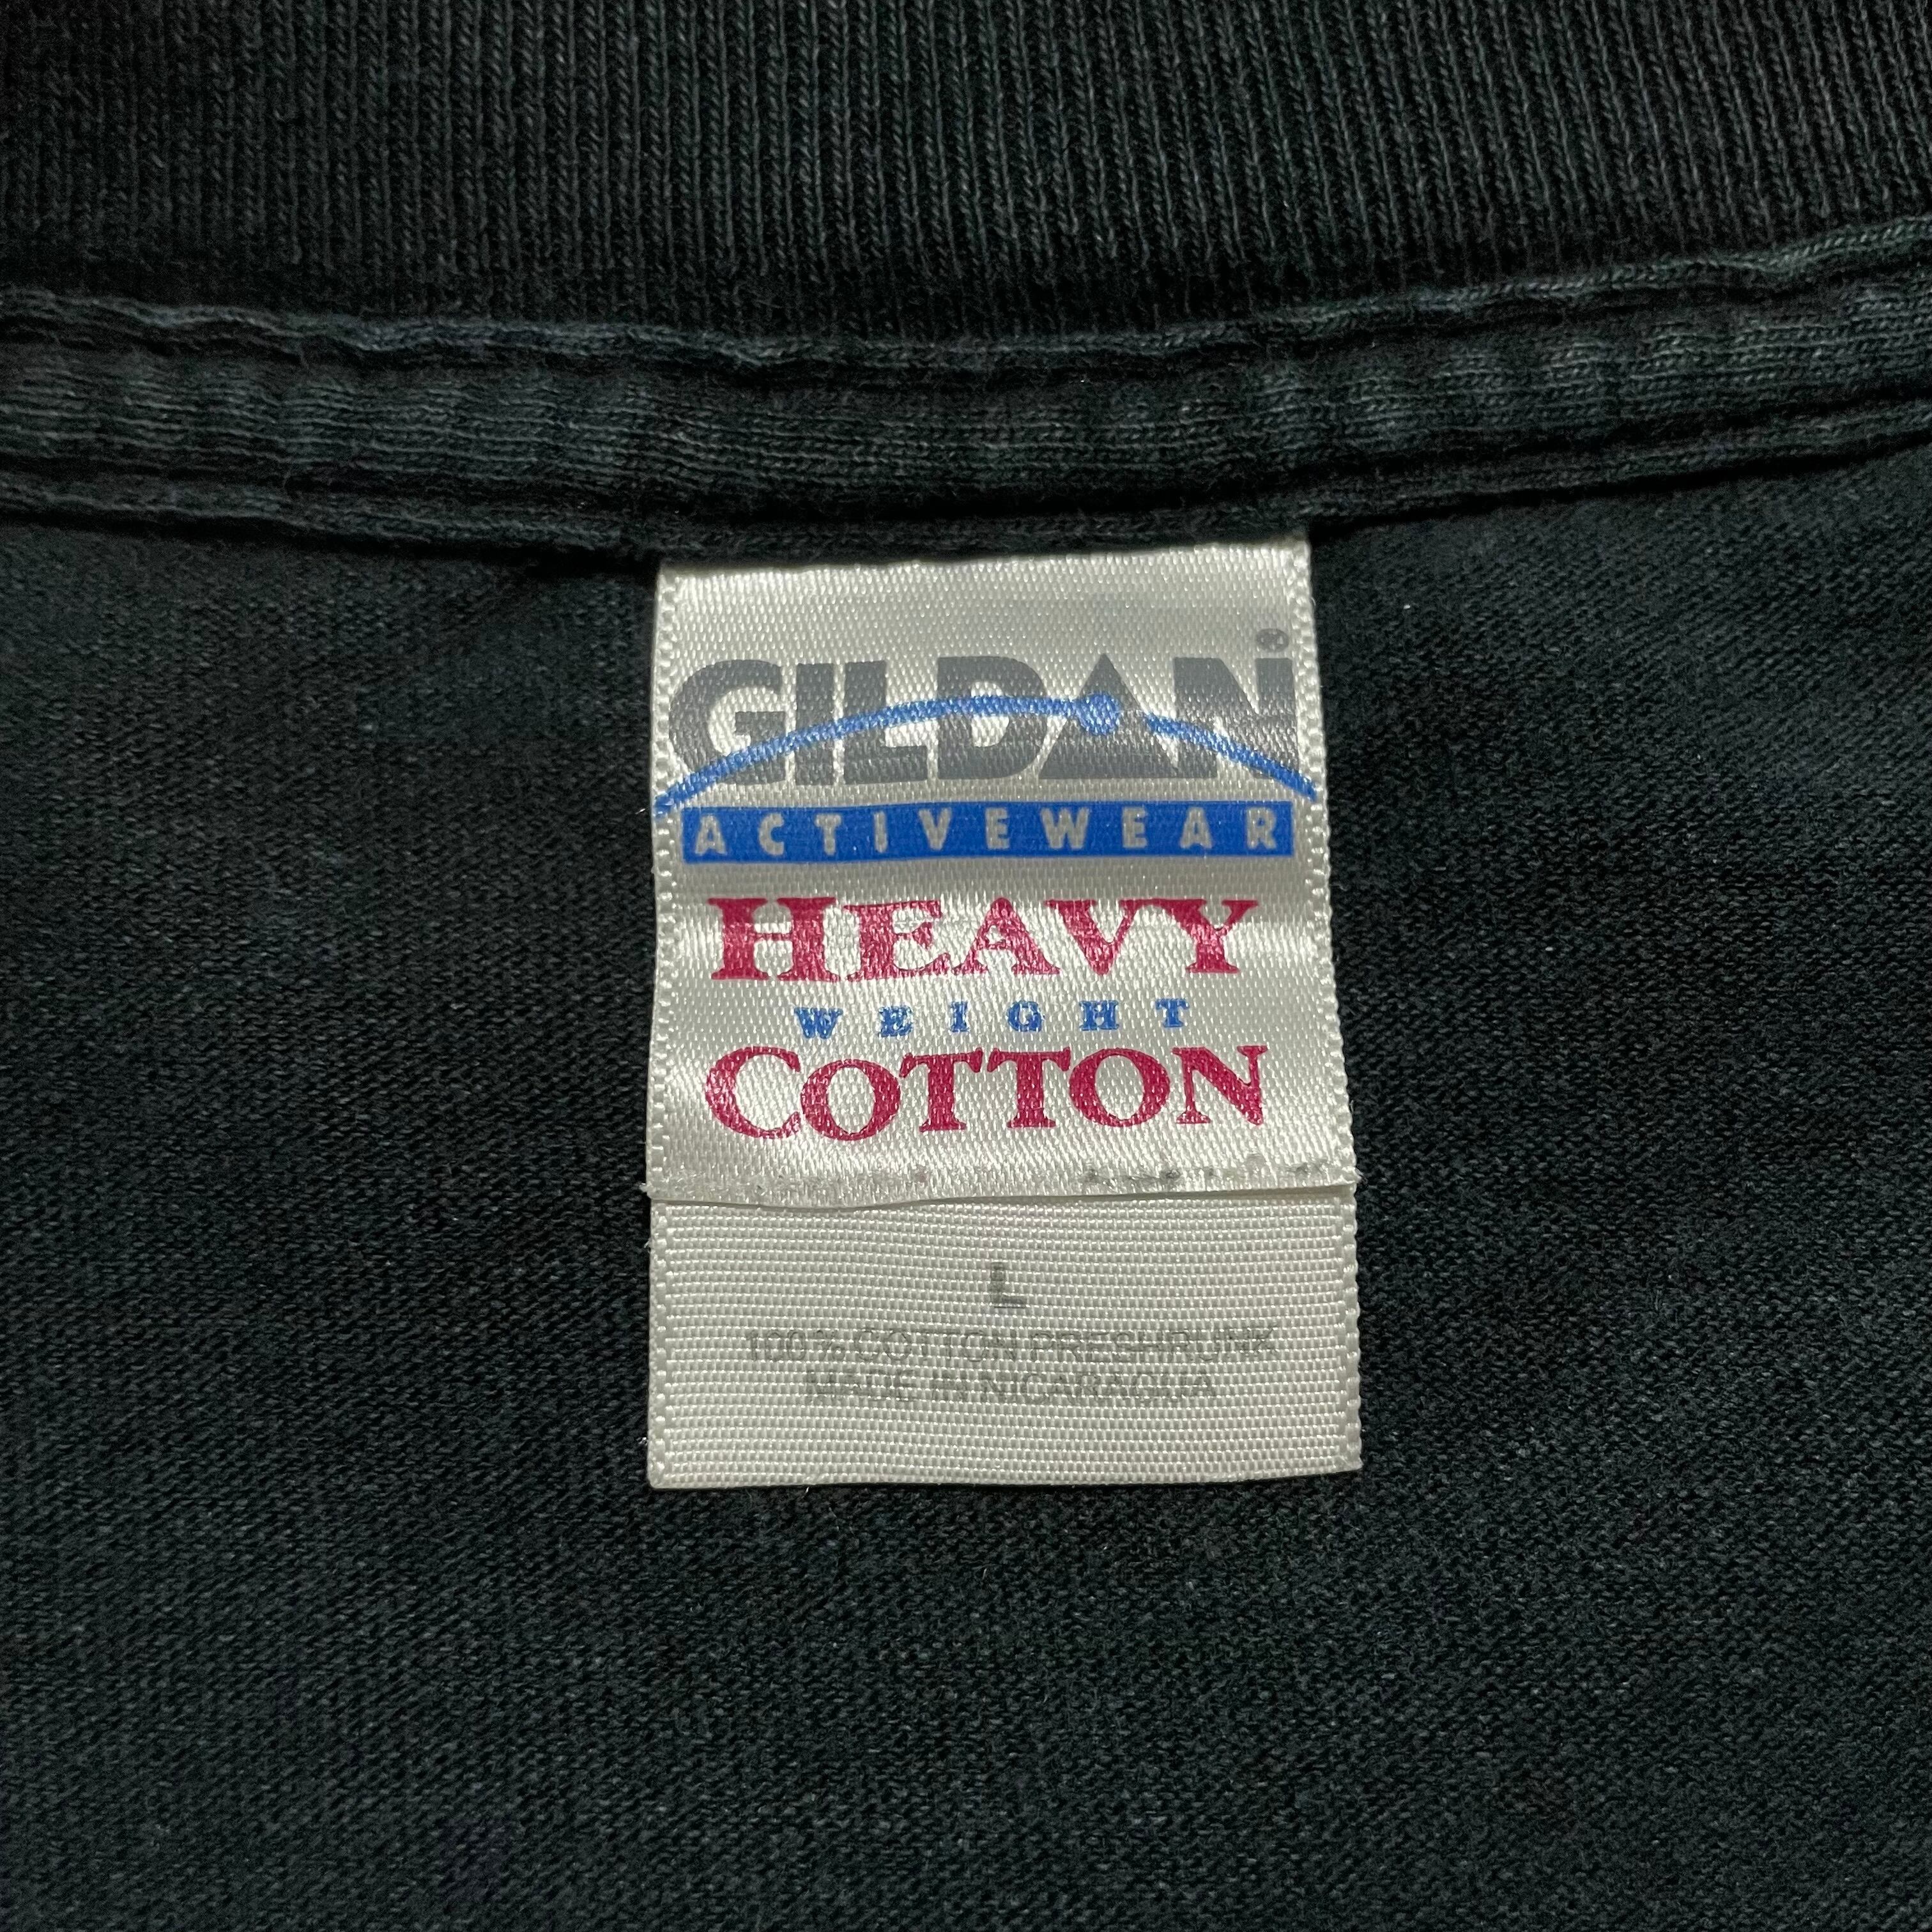 GILDAN®
ACTIVEWEAR
HEAVY
WEIGHT
COTTON
L
100% COTTON PRESHRUNK
MADE IN NICARAGUA